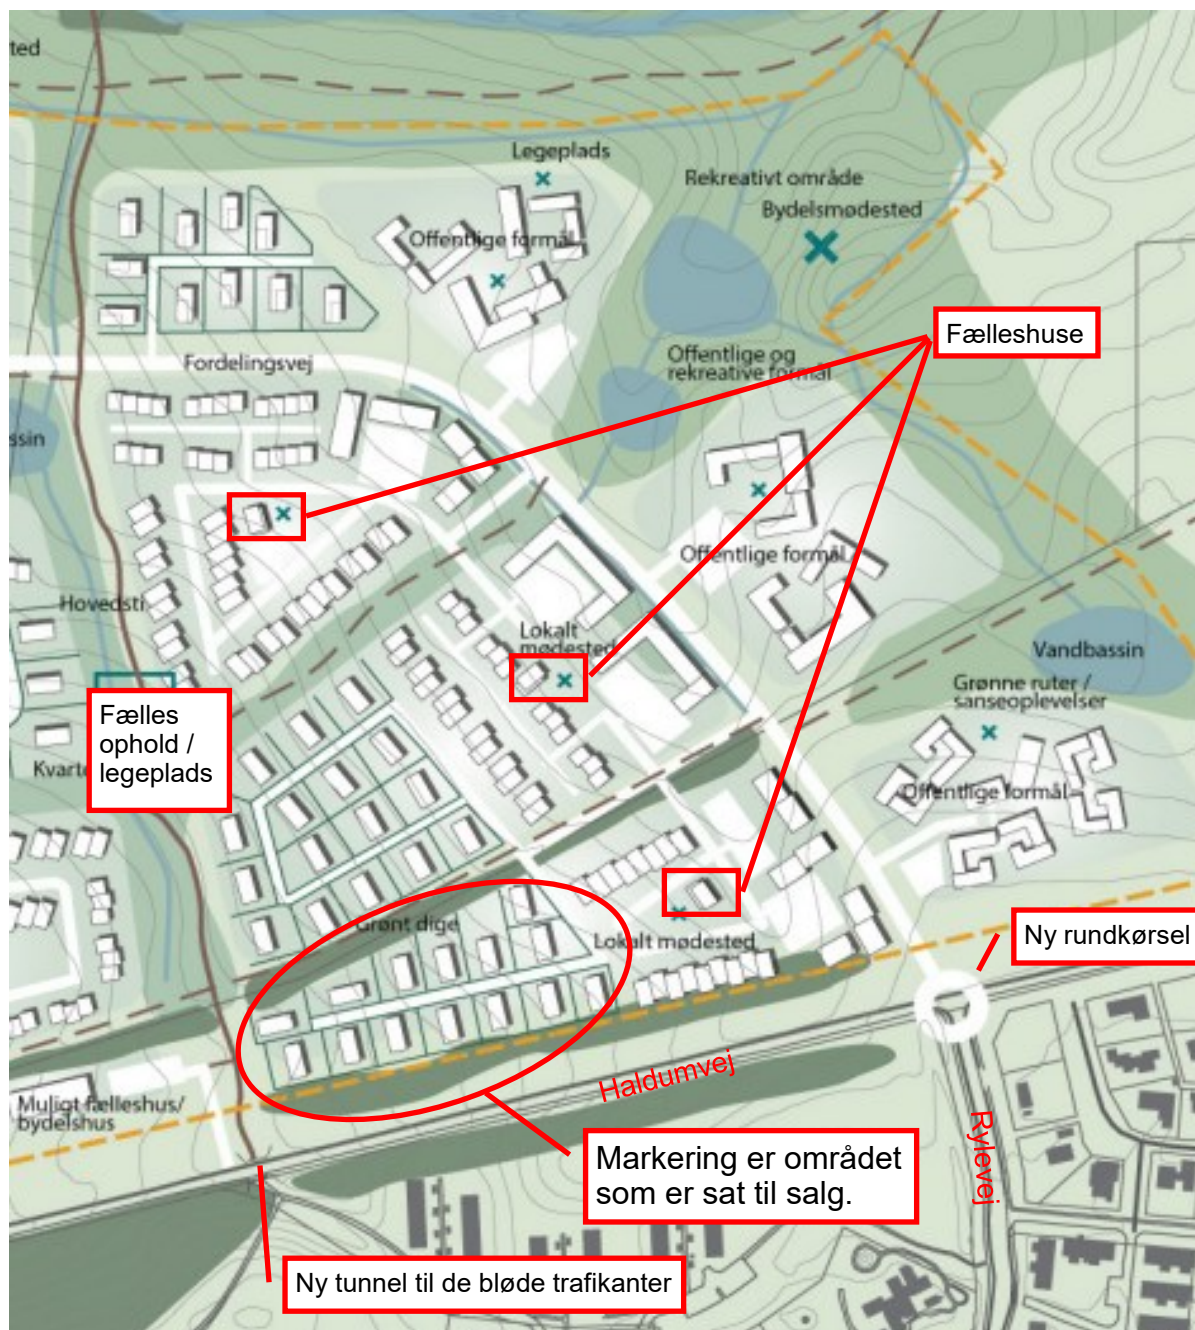 ted
Legeplads
Rekreativt område
Bydelsmødested
Offentlige formål
Fælleshuse
Fordelingsvej
Offentlige og
rekreative formål
ssin
Offentlige formål
Hovedsti
Lokalt
mødested
Vandbassin
Grønne ruter /
sanseoplevelser
Fælles
ophold /
legeplads
Kvarte
Offentlige formål
Grønt dige
Lokalt mødested
Ny rundkørsel
Haldumvej
Muligt fælleshus/
bydelshus
Rylevej
Markering er området
som er sat til salg.
Ny tunnel til de bløde trafikanter